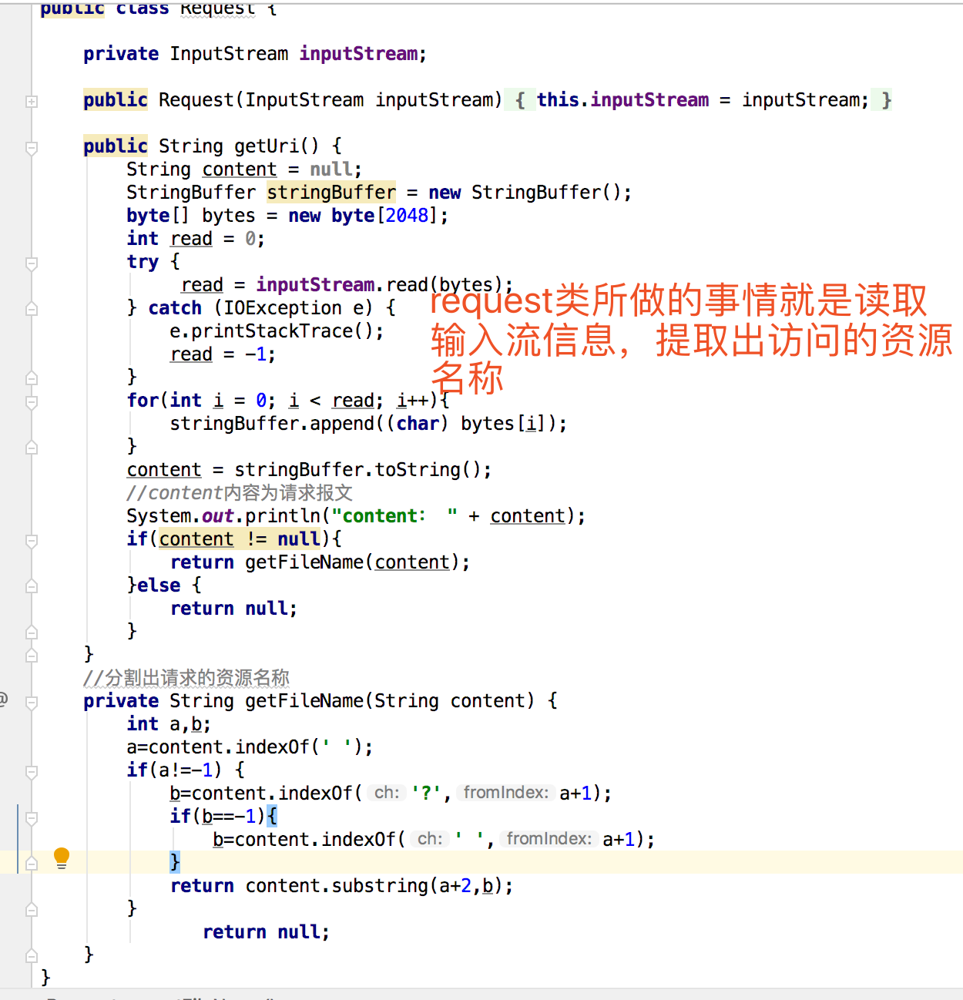 public class Request {
private InputStream inputStream;
public Request(InputStream inputStream) { this.inputStream = inputStream; }
public String getUri() {
String content = null;
StringBuffer stringBuffer = new StringBuffer();
byte[] bytes = new byte[2048];
int read = 0;
try {
read = inputStream.read(bytes);
} catch (IOException e) {
e.printStackTrace();
read = -1;
}
request类所做的事情就是读取
输入流信息，提取出访问的资源
名称
for(int i = 0; i < read; i++){
stringBuffer.append((char) bytes[i]);
}
content = stringBuffer.toString();
//content内容为请求报文
System.out.println("content： " + content);
if(content != null){
return getFileName(content);
}else {
return null;
}
}
//分割出请求的资源名称
@
private String getFileName(String content) {
int a,b;
a=content.indexOf(' ');
if(a!=-1) {
b=content.indexOf( ch: '?', fromIndex: a+1);
if(b==-1){
b=content.indexOf( ch: ' ', fromIndex: a+1);
}
return content.substring(a+2,b);
}
return null;
}
}